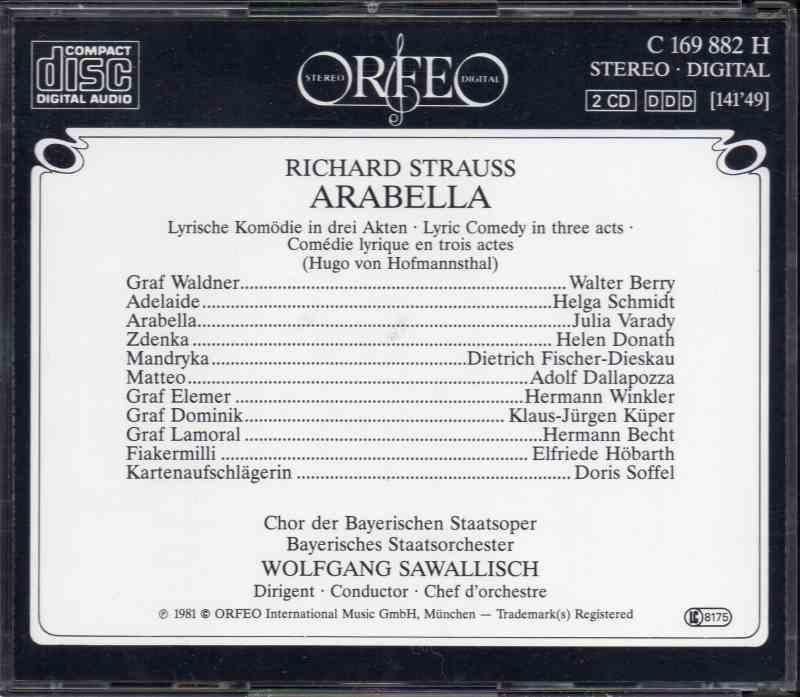 COMPACT
disc
DIGITAL AUDIO
STEREO ORFEO DIGITAL
C 169 882 H
STEREO · DIGITAL
2 CD DDD [141'49]
RICHARD STRAUSS
ARABELLA
Lyrische Komödie in drei Akten · Lyric Comedy in three acts ·
Comédie lyrique en trois actes
(Hugo von Hofmannsthal)
Graf Waldner Walter Berry
Adelaide Helga Schmidt
Arabella Julia Varady
Zdenka Helen Donath
Mandryka Dietrich Fischer-Dieskau
Matteo Adolf Dallapozza
Graf Elemer Hermann Winkler
Graf Dominik Klaus-Jürgen Küper
Graf Lamoral Hermann Becht
Fiakermilli Elfriede Höbarth
Kartenaufschlägerin Doris Soffel
Chor der Bayerischen Staatsoper
Bayerisches Staatsorchester
WOLFGANG SAWALLISCH
Dirigent · Conductor · Chef d'orchestre
℗ 1981 © ORFEO International Music GmbH, München — Trademark(s) Registered
LC 8175